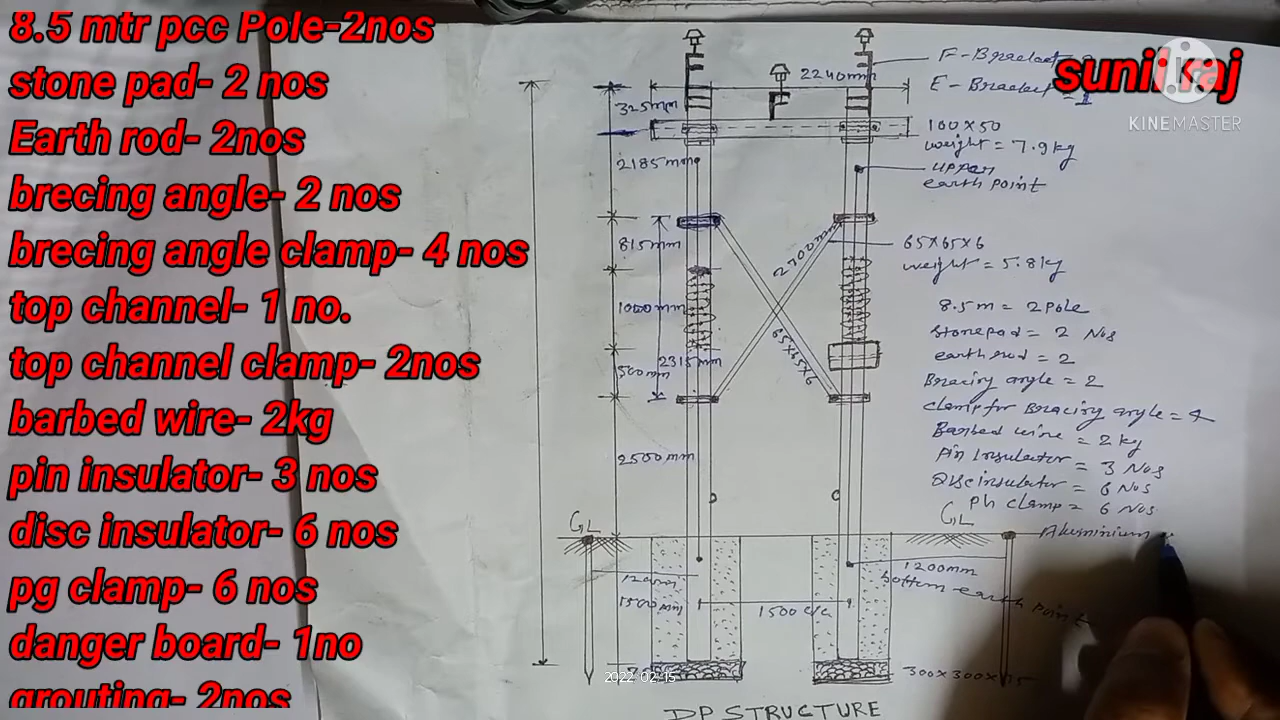 8.5 mtr pcc Pole-2nos
stone pad- 2 nos
Earth rod- 2nos
brecing angle- 2 nos
brecing angle clamp- 4 nos
top channel- 1 no.
top channel clamp- 2nos
barbed wire- 2kg
pin insulator- 3 nos
disc insulator- 6 nos
pg clamp- 6 nos
danger board- 1no
grouting- 2nos
sunil raj
KINEMASTER
F-Bracket
E-Bracket = 1
2240mm
325mm
100x50
weight = 7.9kg
2185mm
upper
earth point
815mm
2700mm
65x65x6
weight = 5.8kg
1000mm
2315mm
500mm
65x65x6
8.5m = 2 Pole
Stonepad = 2 Nos
earth rod = 2
Bracing angle = 2
clamp for Bracing angle = 4
Barbed wire = 2kg
Pin Insulator = 3 Nos
Disc insulator = 6 Nos
PG clamp = 6 Nos
Aluminium
2500mm
GL
GL
1200mm
bottom earth point
1500mm
1500 c/c
300x300x75
2022 02 15
DP STRUCTURE